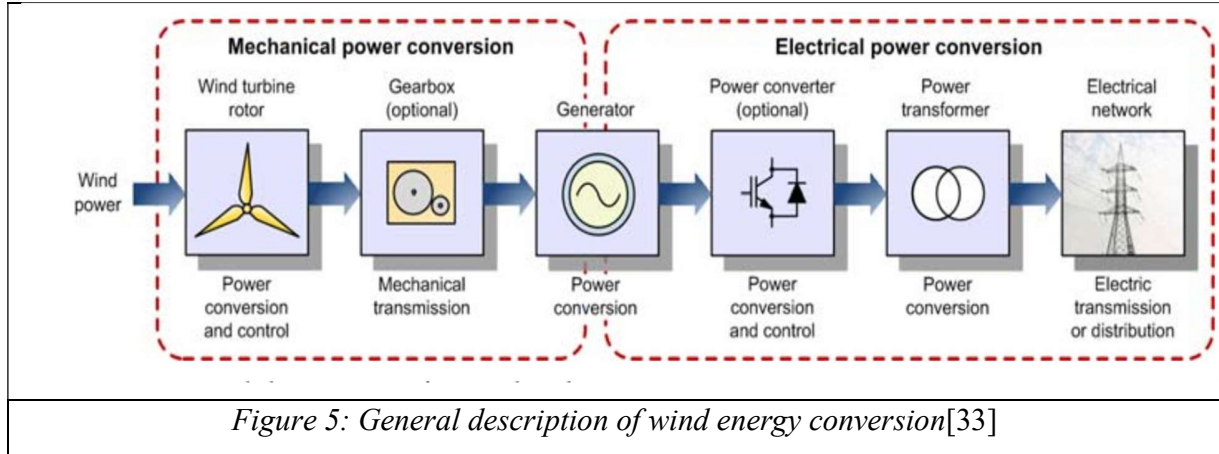 Mechanical power conversion
Electrical power conversion
Wind turbine
rotor
Gearbox
(optional)
Generator
Power converter
(optional)
Power
transformer
Electrical
network
Wind
power
Power
conversion
and control
Mechanical
transmission
Power
conversion
Power
conversion
and control
Power
conversion
Electric
transmission
or distribution
Figure 5: General description of wind energy conversion[33]